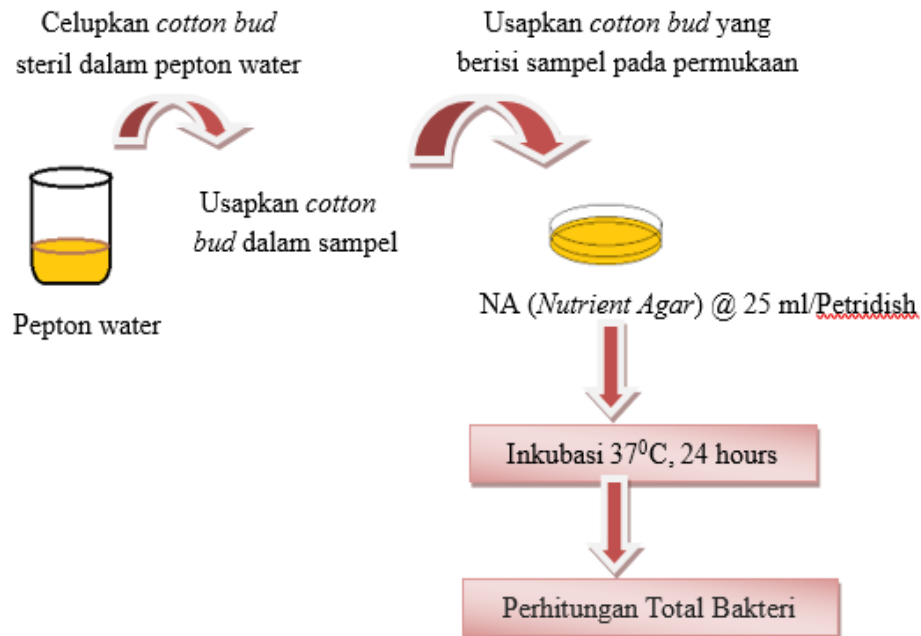 Celupkan cotton bud
steril dalam pepton water
Usapkan cotton bud yang
berisi sampel pada permukaan
Usapkan cotton
bud dalam sampel
Pepton water
NA (Nutrient Agar) @ 25 ml/Petridish
Inkubasi 37⁰C, 24 hours
Perhitungan Total Bakteri